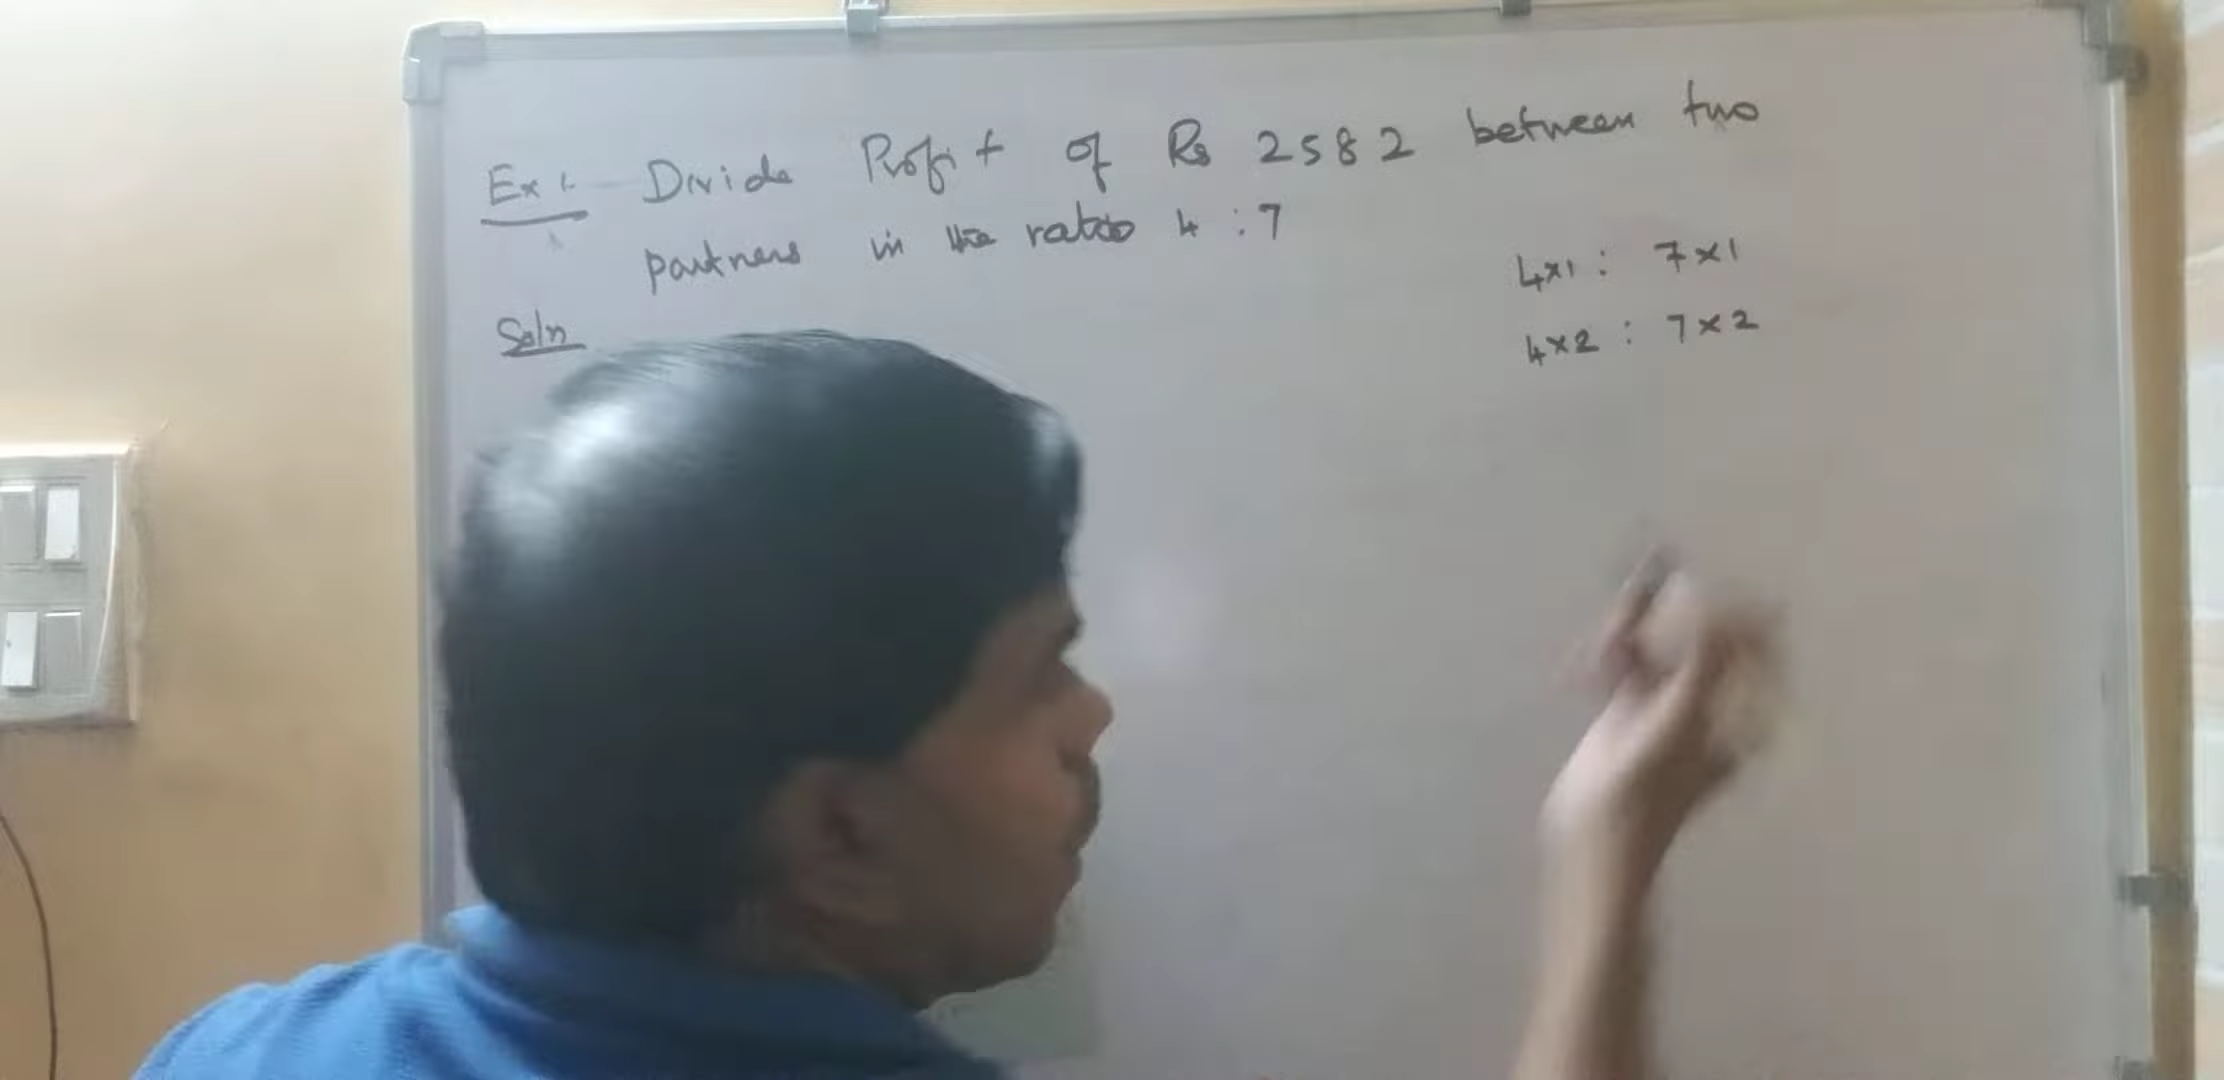 Ex 1. Divide Profit of Rs 2582 between two
partners in the ratio 4 : 7
Soln
4×1 : 7×1
4×2 : 7×2